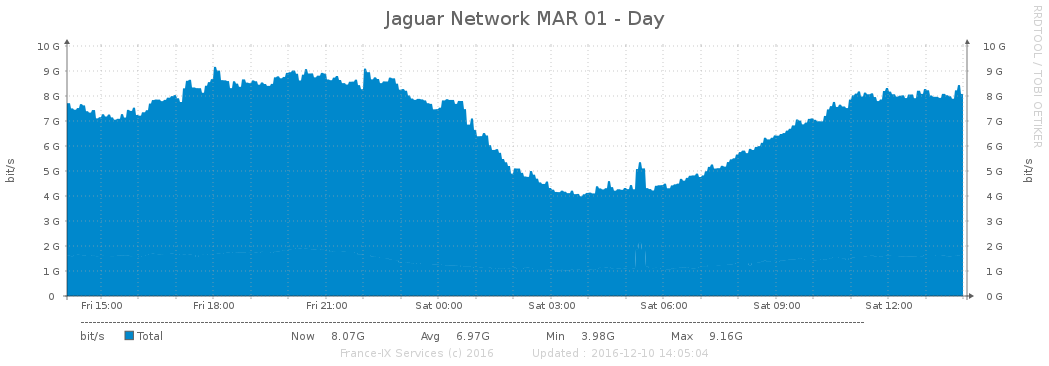 Jaguar Network MAR 01 - Day
RRDTOOL / TOBI OETIKER
10 G 10 G
9 G 9 G
8 G 8 G
7 G 7 G
6 G 6 G
5 G 5 G
4 G 4 G
3 G 3 G
2 G 2 G
1 G 1 G
0 0 G
bit/s
bit/s
Fri 15:00 Fri 18:00 Fri 21:00 Sat 00:00 Sat 03:00 Sat 06:00 Sat 09:00 Sat 12:00
bit/s Total Now 8.07G Avg 6.97G Min 3.98G Max 9.16G
France-IX Services (c) 2016 Updated : 2016-12-10 14:05:04